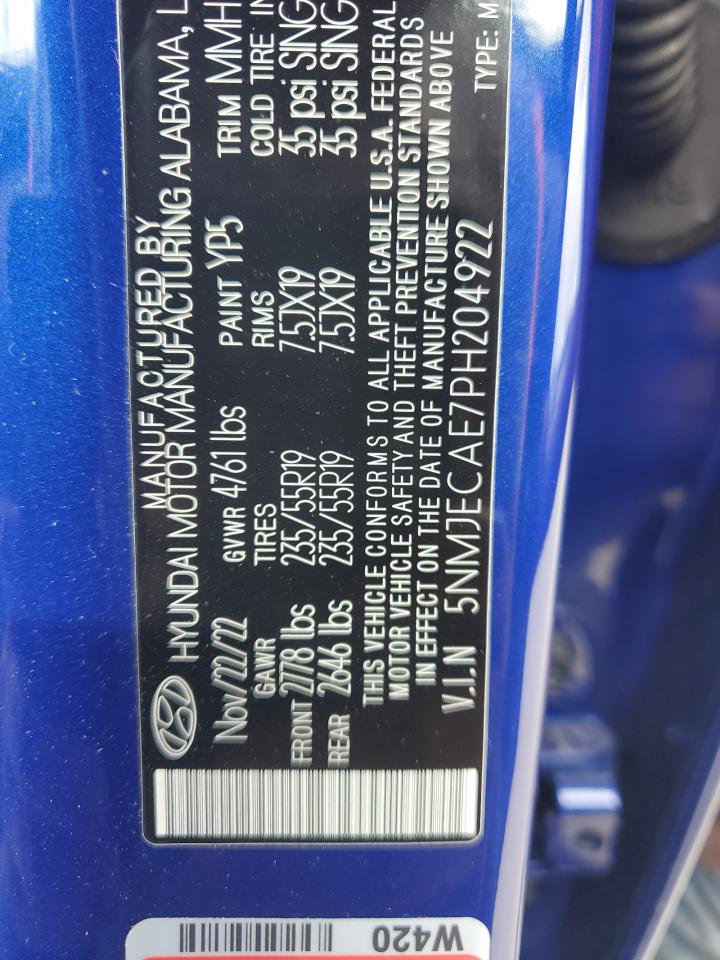 MANUFACTURED BY
HYUNDAI MOTOR MANUFACTURING ALABAMA, L
Nov/22/22 GVWR 4761 lbs PAINT YP5 TRIM MMH
GAWR TIRES RIMS COLD TIRE IN
FRONT 2778 lbs 235/55R19 7.5JX19 35 psi SING
REAR 2646 lbs 235/55R19 7.5JX19 35 psi SING
THIS VEHICLE CONFORMS TO ALL APPLICABLE U.S.A. FEDERAL
MOTOR VEHICLE SAFETY AND THEFT PREVENTION STANDARDS
IN EFFECT ON THE DATE OF MANUFACTURE SHOWN ABOVE
V.I.N 5NMJECAE7PH204922 TYPE: M
W420